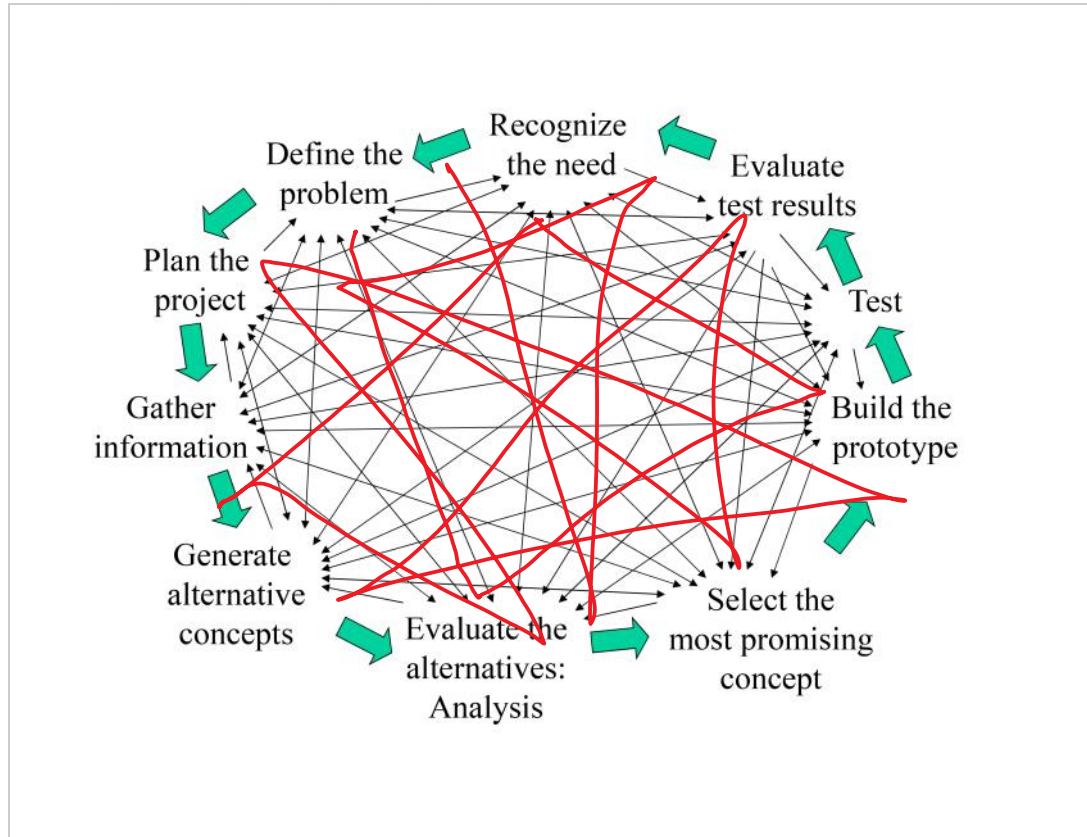 Recognize
the need
Define the
problem
Plan the
project
Gather
information
Generate
alternative
concepts
Evaluate the
alternatives:
Analysis
Select the
most promising
concept
Build the
prototype
Test
Evaluate
test results